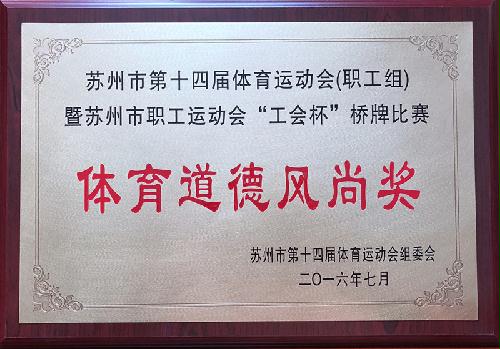 苏州市第十四届体育运动会(职工组)
暨苏州市职工运动会“工会杯”桥牌比赛
体育道德风尚奖
苏州市第十四届体育运动会组委会
二〇一六年七月